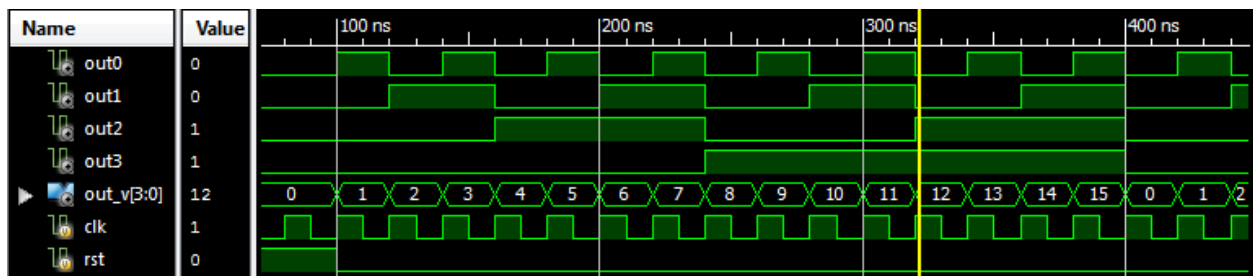 Name Value 100 ns 200 ns 300 ns 400 ns
out0 0
out1 0
out2 1
out3 1
out_v[3:0] 12 0 1 2 3 4 5 6 7 8 9 10 11 12 13 14 15 0 1 2
clk 1
rst 0